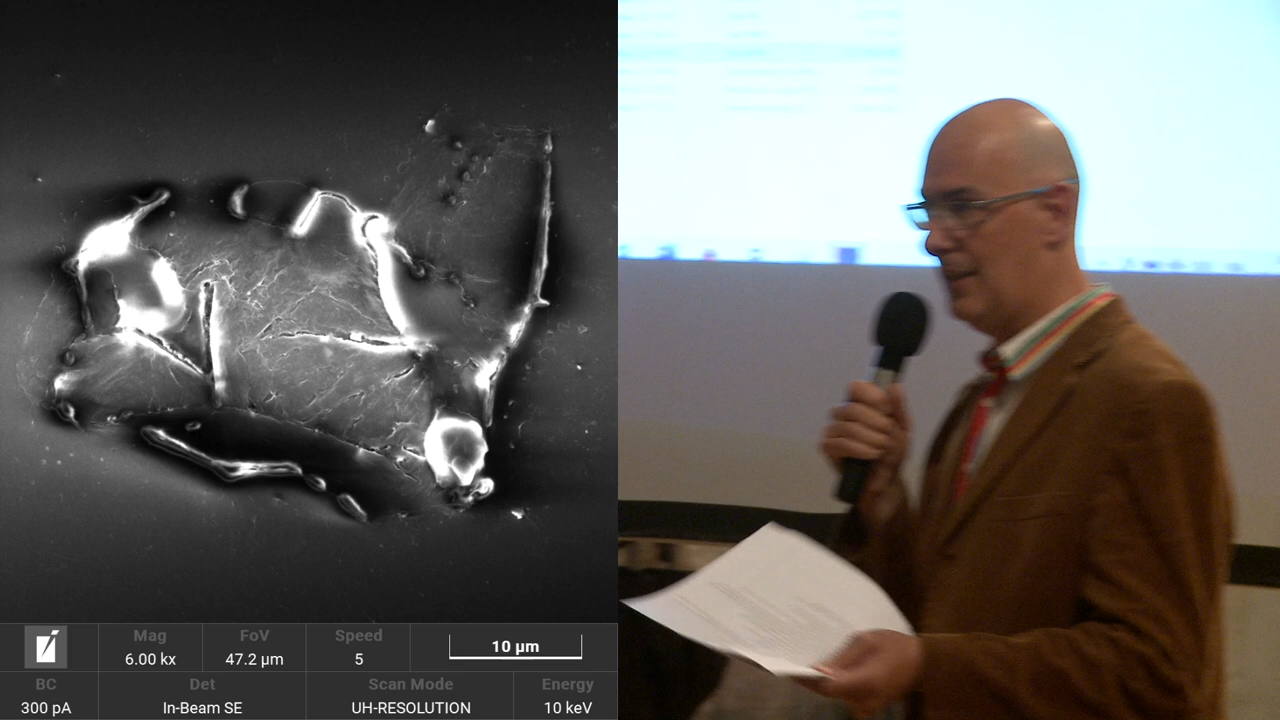 Mag FoV Speed 10 µm
6.00 kx 47.2 µm 5
BC Det Scan Mode Energy
300 pA In-Beam SE UH-RESOLUTION 10 keV